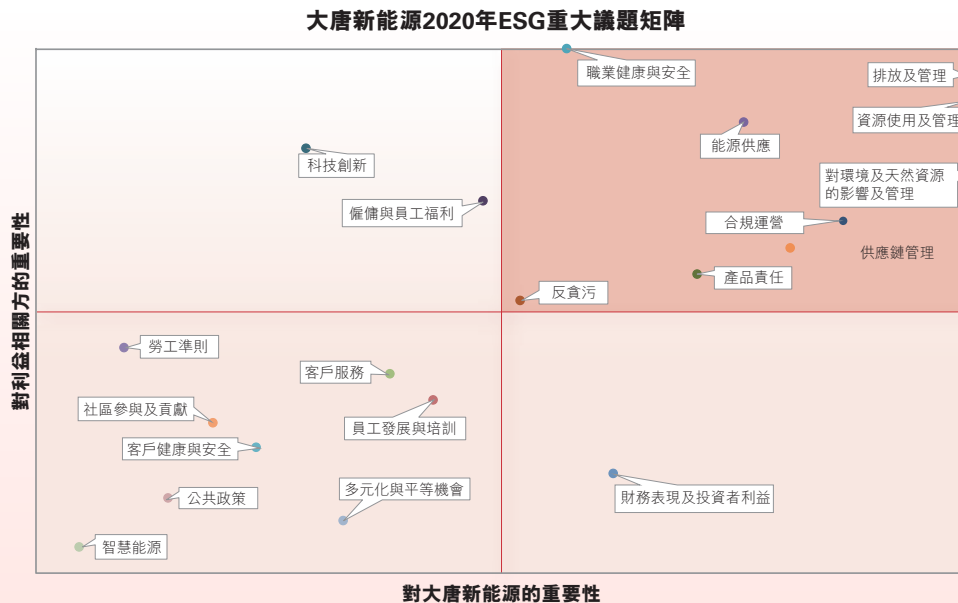 大唐新能源2020年ESG重大議題矩陣
對利益相關方的重要性
職業健康與安全
排放及管理
資源使用及管理
能源供應
科技創新
對環境及天然資源
的影響及管理
僱傭與員工福利
合規運營
供應鏈管理
產品責任
反貪污
勞工準則
客戶服務
社區參與及貢獻
員工發展與培訓
客戶健康與安全
多元化與平等機會
公共政策
財務表現及投資者利益
智慧能源
對大唐新能源的重要性